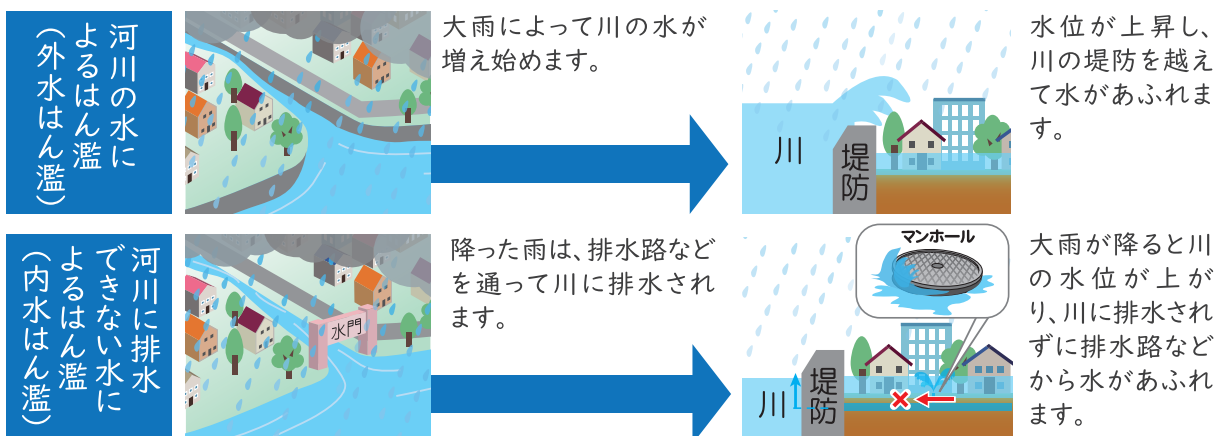 河川の水に
よるはん濫
（外水はん濫）
大雨によって川の水が
増え始めます。
川
堤防
水位が上昇し、
川の堤防を越え
て水があふれま
す。
河川に排水
できない水に
よるはん濫
（内水はん濫）
水門
降った雨は、排水路など
を通って川に排水され
ます。
マンホール
川
堤防
大雨が降ると川
の水位が上が
り、川に排水され
ずに排水路など
から水があふれ
ます。